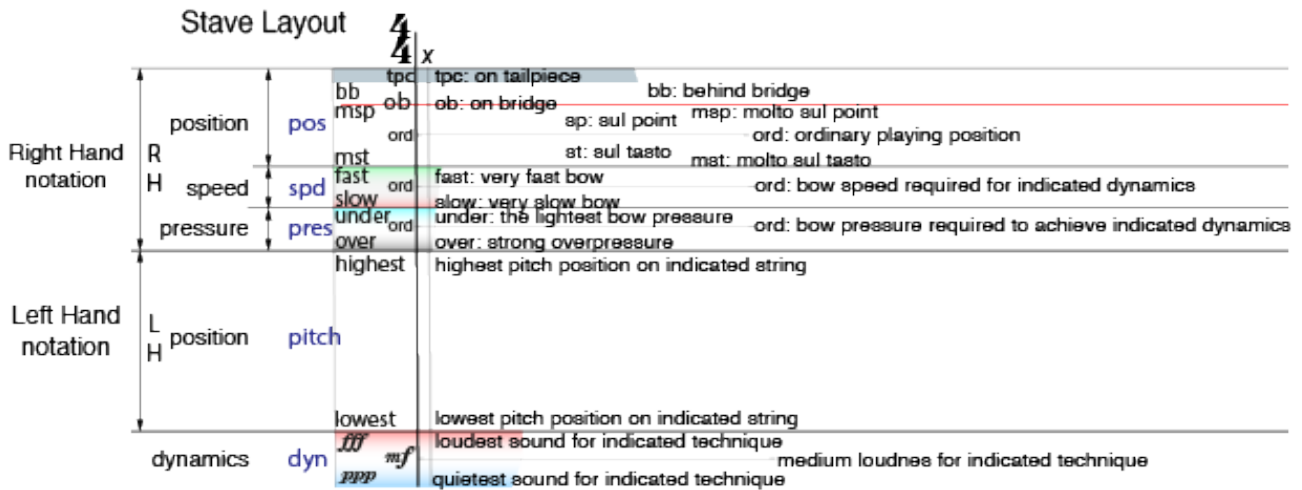 Stave Layout 4
4 x
tpc tpc: on tailpiece
bb bb: behind bridge
ob ob: on bridge
msp sp: sul point msp: molto sul point
position pos ord ord: ordinary playing position
mst st: sul tasto mst: molto sul tasto
Right Hand notation R H
fast fast: very fast bow
speed spd ord ord: bow speed required for indicated dynamics
slow slow: very slow bow
under under: the lightest bow pressure
pressure pres ord ord: bow pressure required to achieve indicated dynamics
over over: strong overpressure
highest highest pitch position on indicated string
Left Hand notation L H
position pitch
lowest lowest pitch position on indicated string
fff loudest sound for indicated technique
dynamics dyn mf medium loudnes for indicated technique
ppp quietest sound for indicated technique